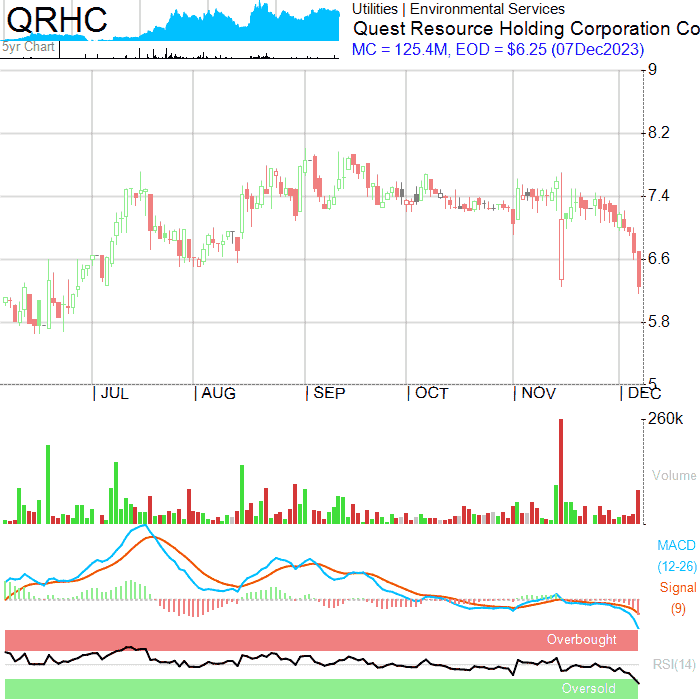 QRHC
5yr Chart
Utilities | Environmental Services
Quest Resource Holding Corporation Co
MC = 125.4M, EOD = $6.25 (07Dec2023)
9
8.2
7.4
6.6
5.8
5
JUL AUG SEP OCT NOV DEC
260k
Volume
MACD
(12-26)
Signal
(9)
Overbought
RSI(14)
Oversold